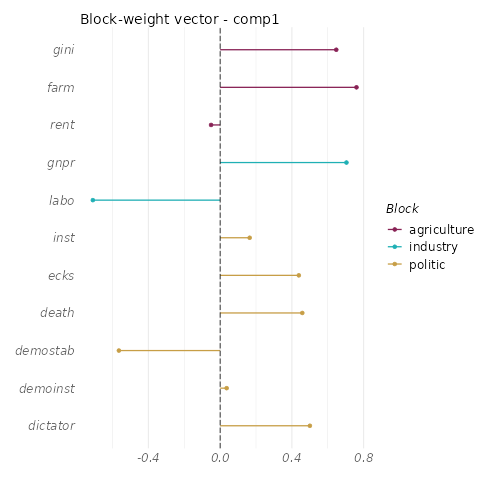 Block-weight vector - comp1
gini
farm
rent
gnpr
labo
inst
ecks
death
demostab
demoinst
dictator
-0.4 0.0 0.4 0.8
Block
agriculture
industry
politic